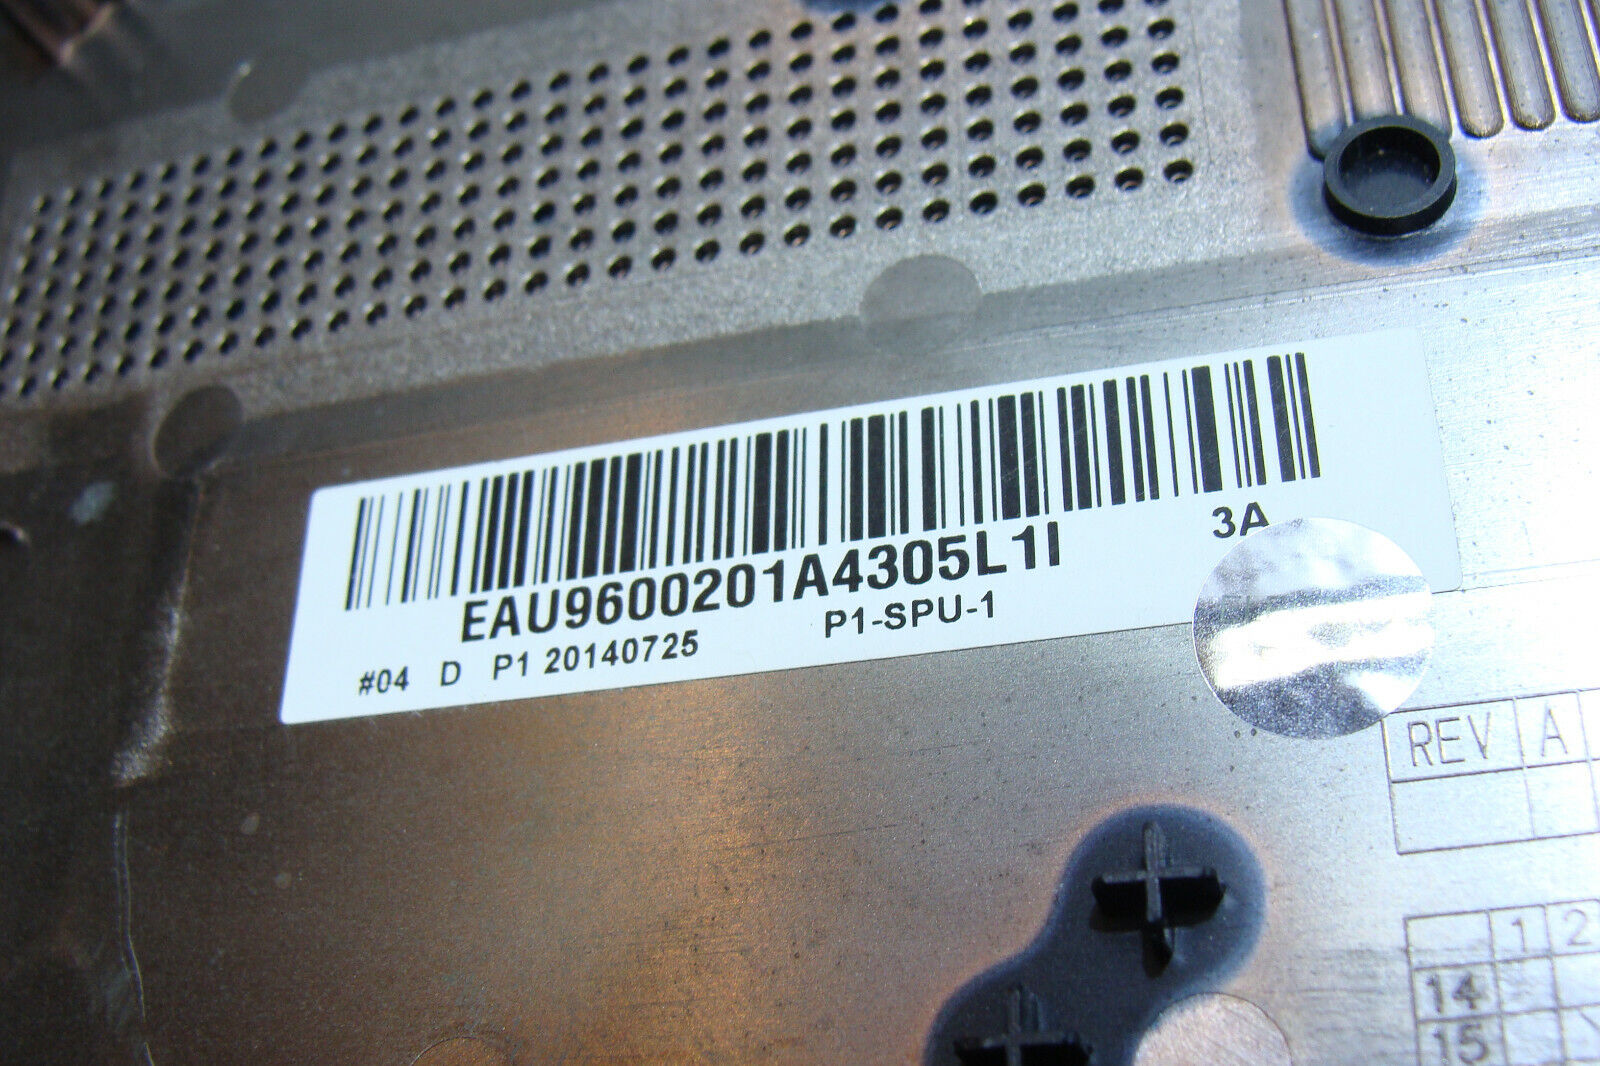 3A
EAU9600201A4305L1I
#04 D P1 20140725 P1-SPU-1
REV A
1 2
14
15